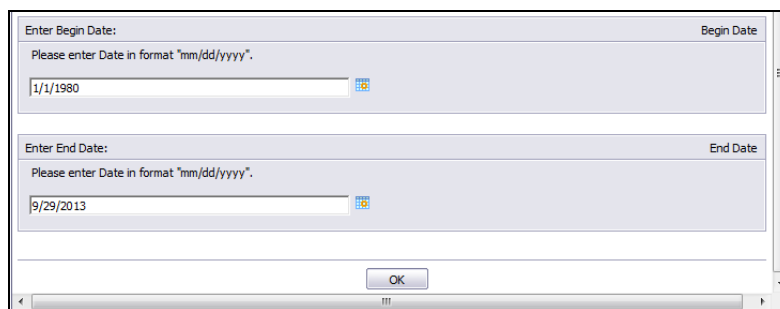 Enter Begin Date: Begin Date
Please enter Date in format "mm/dd/yyyy".
1/1/1980
Enter End Date: End Date
Please enter Date in format "mm/dd/yyyy".
9/29/2013
OK